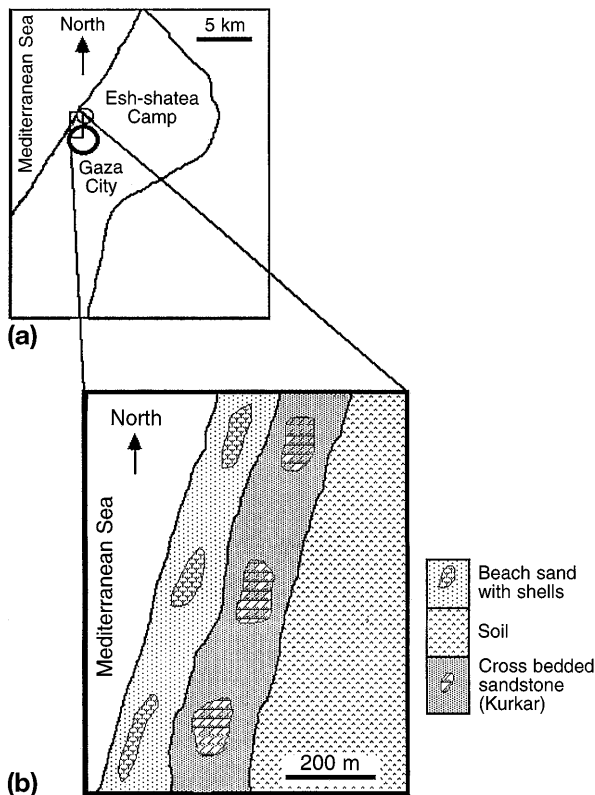 North
5 km
Mediterranean Sea
Esh-shatea
Camp
Gaza
City
(a)
North
Mediterranean Sea
200 m
(b)
Beach sand
with shells
Soil
Cross bedded
sandstone
(Kurkar)